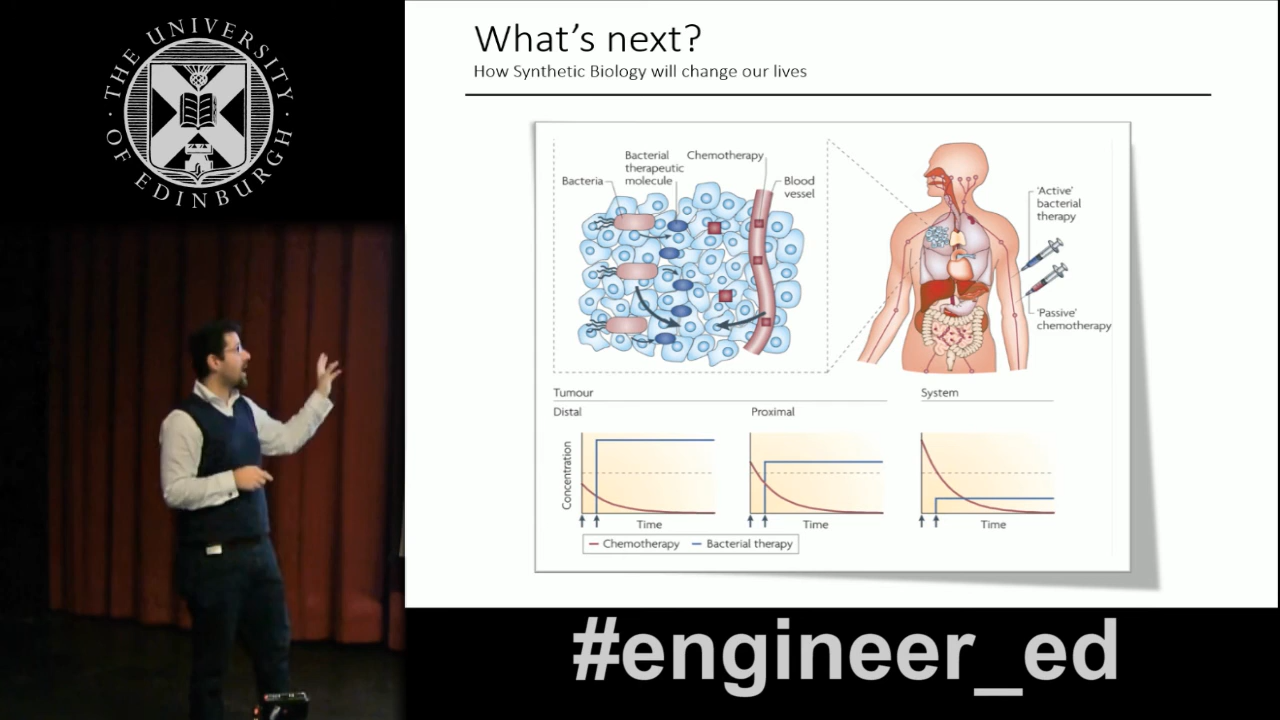 THE UNIVERSITY
OF EDINBURGH
What's next?
How Synthetic Biology will change our lives
Bacteria
Bacterial
therapeutic
molecule
Chemotherapy
Blood
vessel
'Active'
bacterial
therapy
'Passive'
chemotherapy
Tumour
System
Distal
Proximal
Concentration
Time
Time
Time
Chemotherapy
Bacterial therapy
#engineer_ed